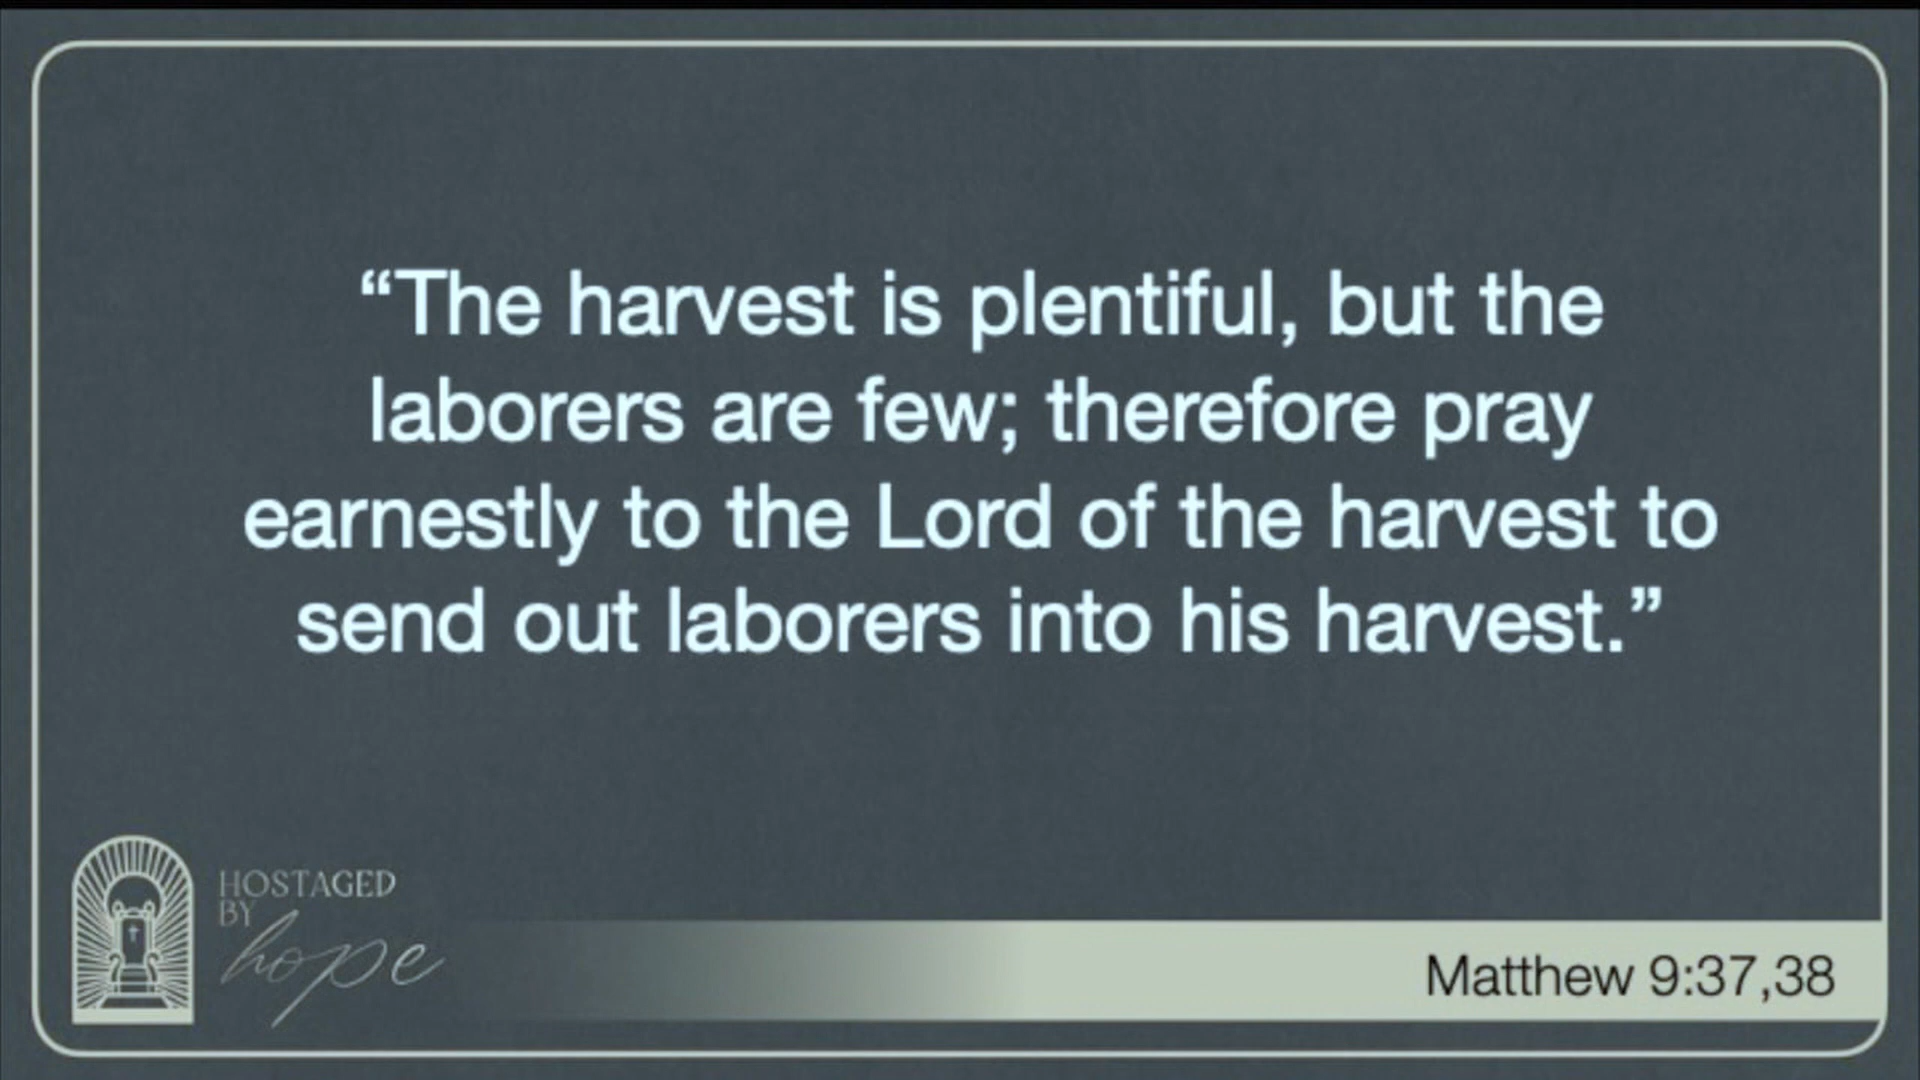 “The harvest is plentiful, but the
laborers are few; therefore pray
earnestly to the Lord of the harvest to
send out laborers into his harvest.”
HOSTAGED
BY
hope
Matthew 9:37,38